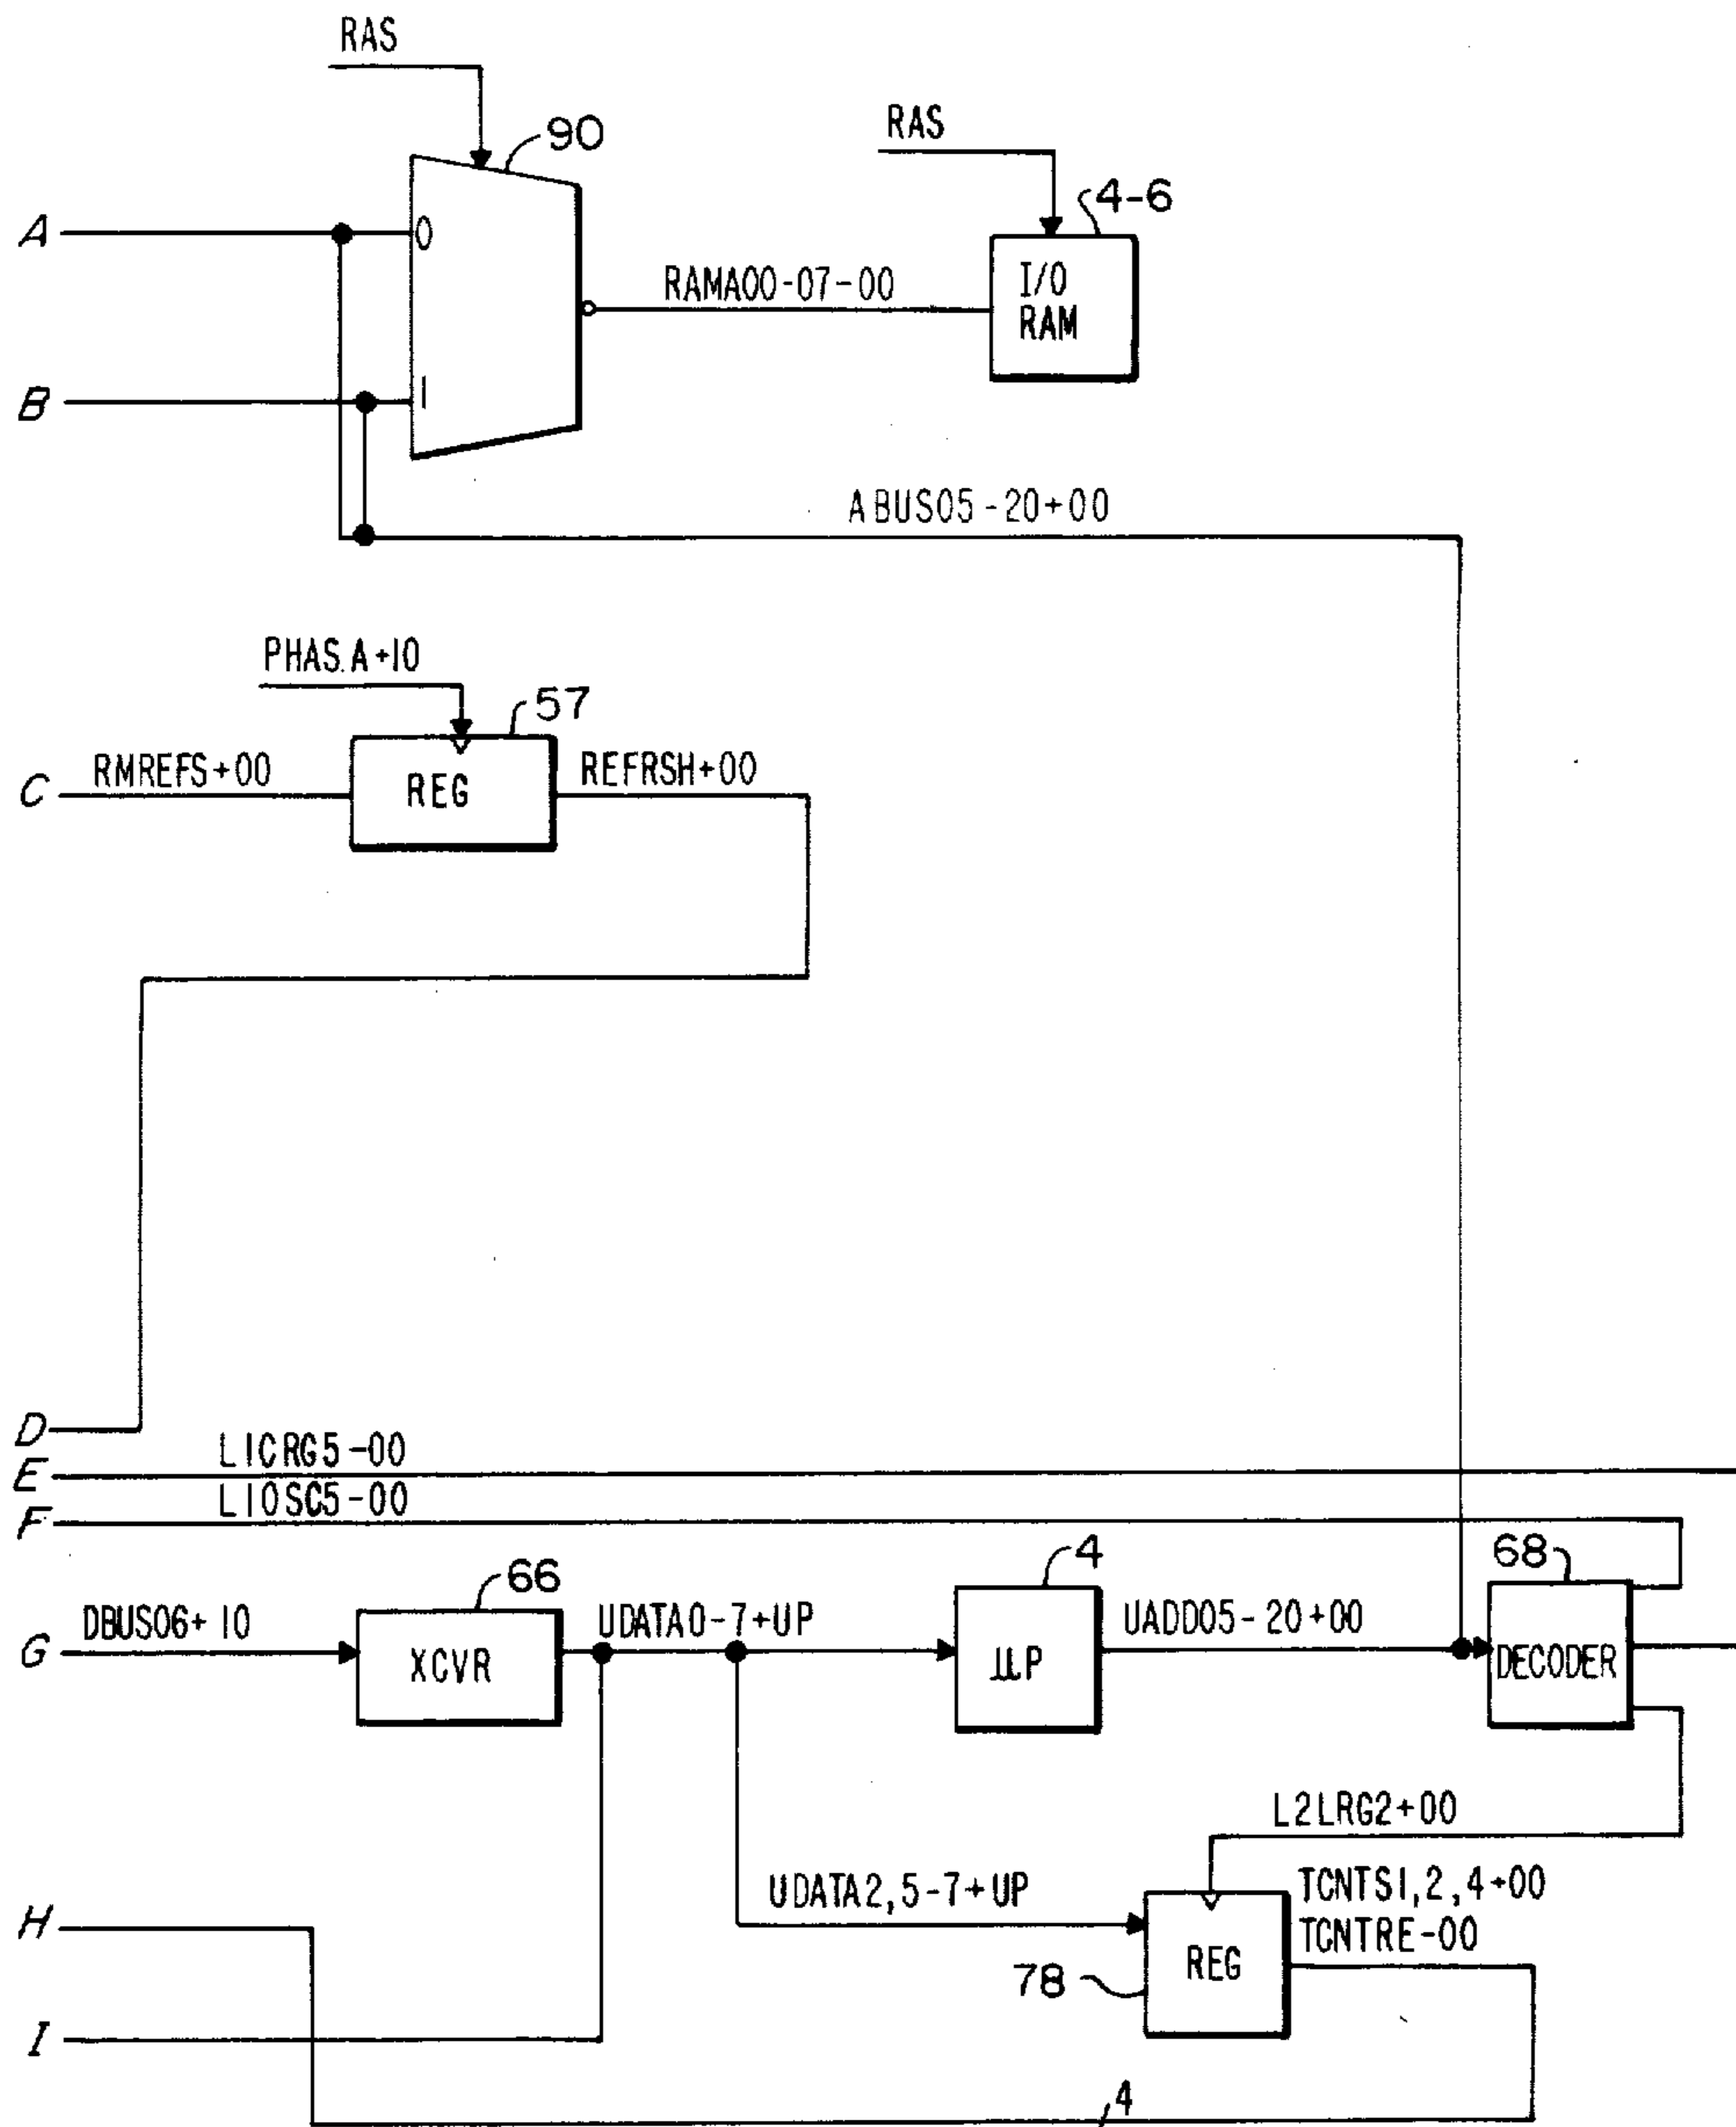 RAS
90
RAS
4-6
A
0
I/O
RAM
RAMA00-07-00
B
1
ABUS05-20+00
PHAS.A+10
57
C
RMREFS+00
REG
REFRSH+00
D
LICRG5-00
E
LIOSC5-00
F
66
4
68
G
DBUS06+10
XCVR
UDATA0-7+UP
μP
UADD05-20+00
DECODER
L2LRG2+00
UDATA2,5-7+UP
TCNTS1,2,4+00
TCNTRE-00
H
REG
78
I
4